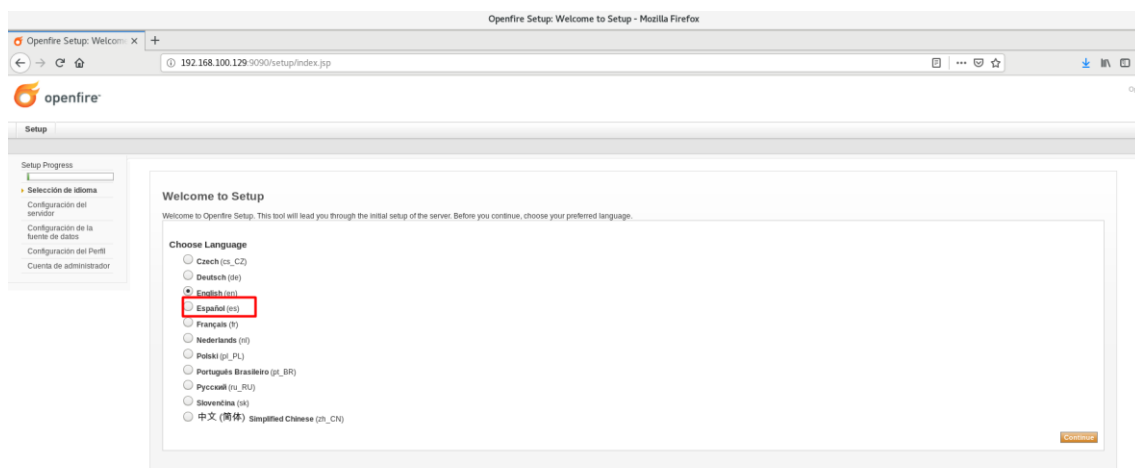 Openfire Setup: Welcome to Setup - Mozilla Firefox
Openfire Setup: Welcom
192.168.100.129:9090/setup/index.jsp
openfire
Setup
Setup Progress
Selección de idioma
Configuración del
servidor
Configuración de la
fuente de datos
Configuración del Perfil
Cuenta de administrador
Welcome to Setup
Welcome to Openfire Setup. This tool will lead you through the initial setup of the server. Before you continue, choose your preferred language.
Choose Language
Czech (cs_CZ)
Deutsch (de)
English (en)
Español (es)
Français (fr)
Nederlands (nl)
Polski (pl_PL)
Português Brasileiro (pt_BR)
Русский (ru_RU)
Slovenčina (sk)
中文 (简体) Simplified Chinese (zh_CN)
Continue